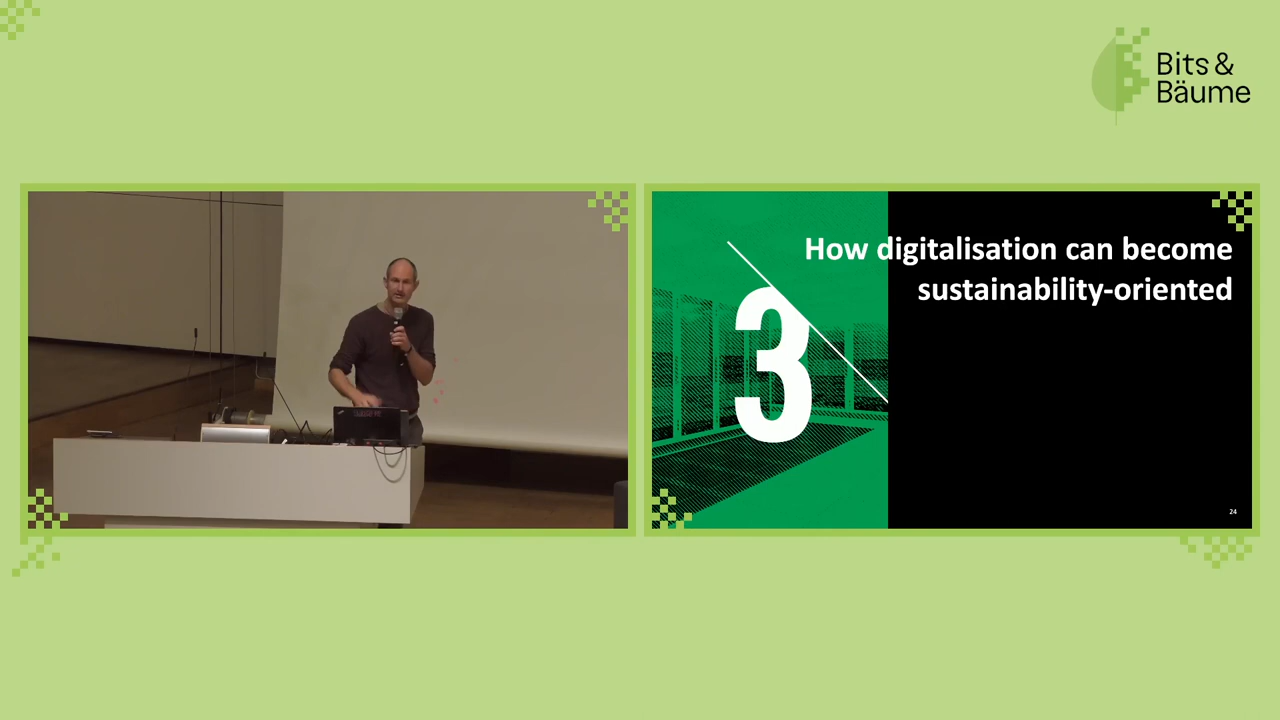 Bits &
Bäume
How digitalisation can become
sustainability-oriented
3
24